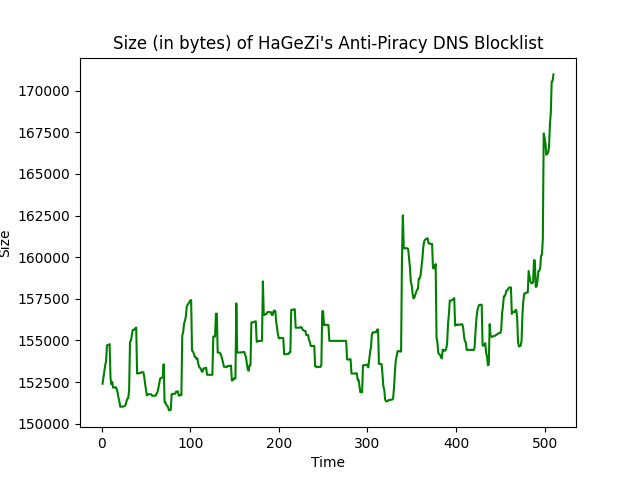 Size (in bytes) of HaGeZi's Anti-Piracy DNS Blocklist
170000
167500
165000
162500
160000
157500
155000
152500
150000
Size
0 100 200 300 400 500
Time